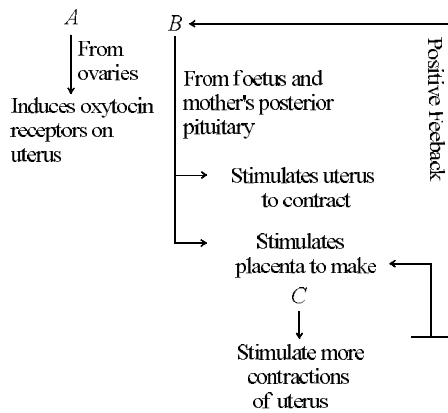 A
From
ovaries
Induces oxytocin
receptors on
uterus
B
From foetus and
mother's posterior
pituitary
Stimulates uterus
to contract
Stimulates
placenta to make
C
Stimulate more
contractions
of uterus
Positive Feeback